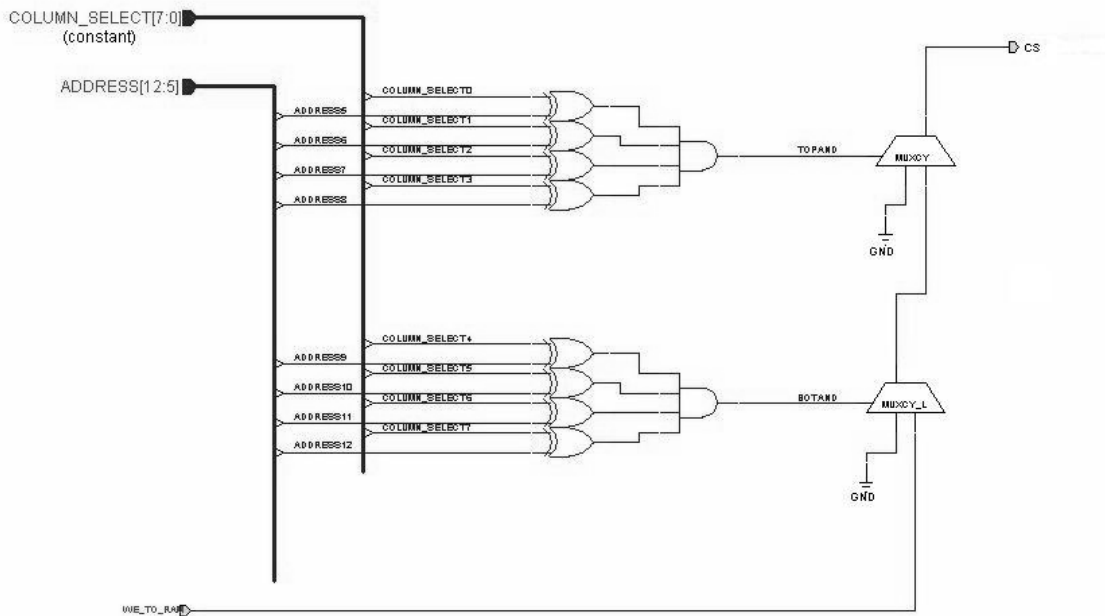 COLUMN_SELECT[7:0]
(constant)
CS
ADDRESS[12:5]
COLUMN_SELECT0
ADDRESS5
COLUMN_SELECT1
ADDRESS6
COLUMN_SELECT2
ADDRESS7
COLUMN_SELECT3
ADDRESS8
TOPAND
MUXCY
GND
COLUMN_SELECT4
ADDRESS9
COLUMN_SELECT5
ADDRESS10
COLUMN_SELECT6
ADDRESS11
COLUMN_SELECT7
ADDRESS12
BOTAND
MUXCY_L
GND
WE_TO_RAM